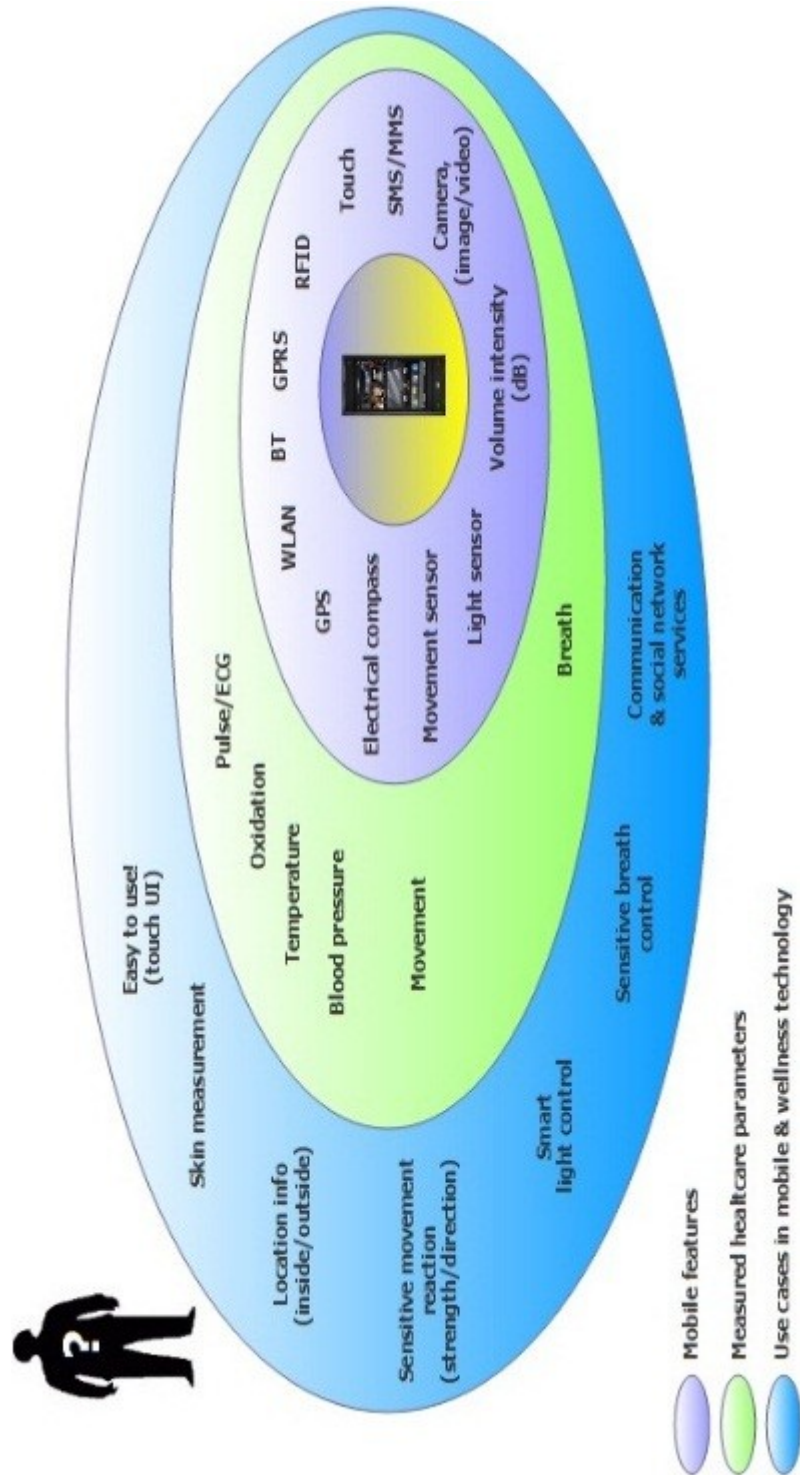 Easy to use!
(touch UI)
Skin measurement
Location info
(inside/outside)
Sensitive movement
reaction
(strength/direction)
Smart
light control
Sensitive breath
control
Communication
& social network
services
Pulse/ECG
Oxidation
Temperature
Blood pressure
Movement
Breath
GPS
WLAN
BT
GPRS
RFID
Touch
SMS/MMS
Camera,
(image/video)
Volume intensity
(dB)
Light sensor
Movement sensor
Electrical compass
?
Mobile features
Measured healtcare parameters
Use cases in mobile & wellness technology